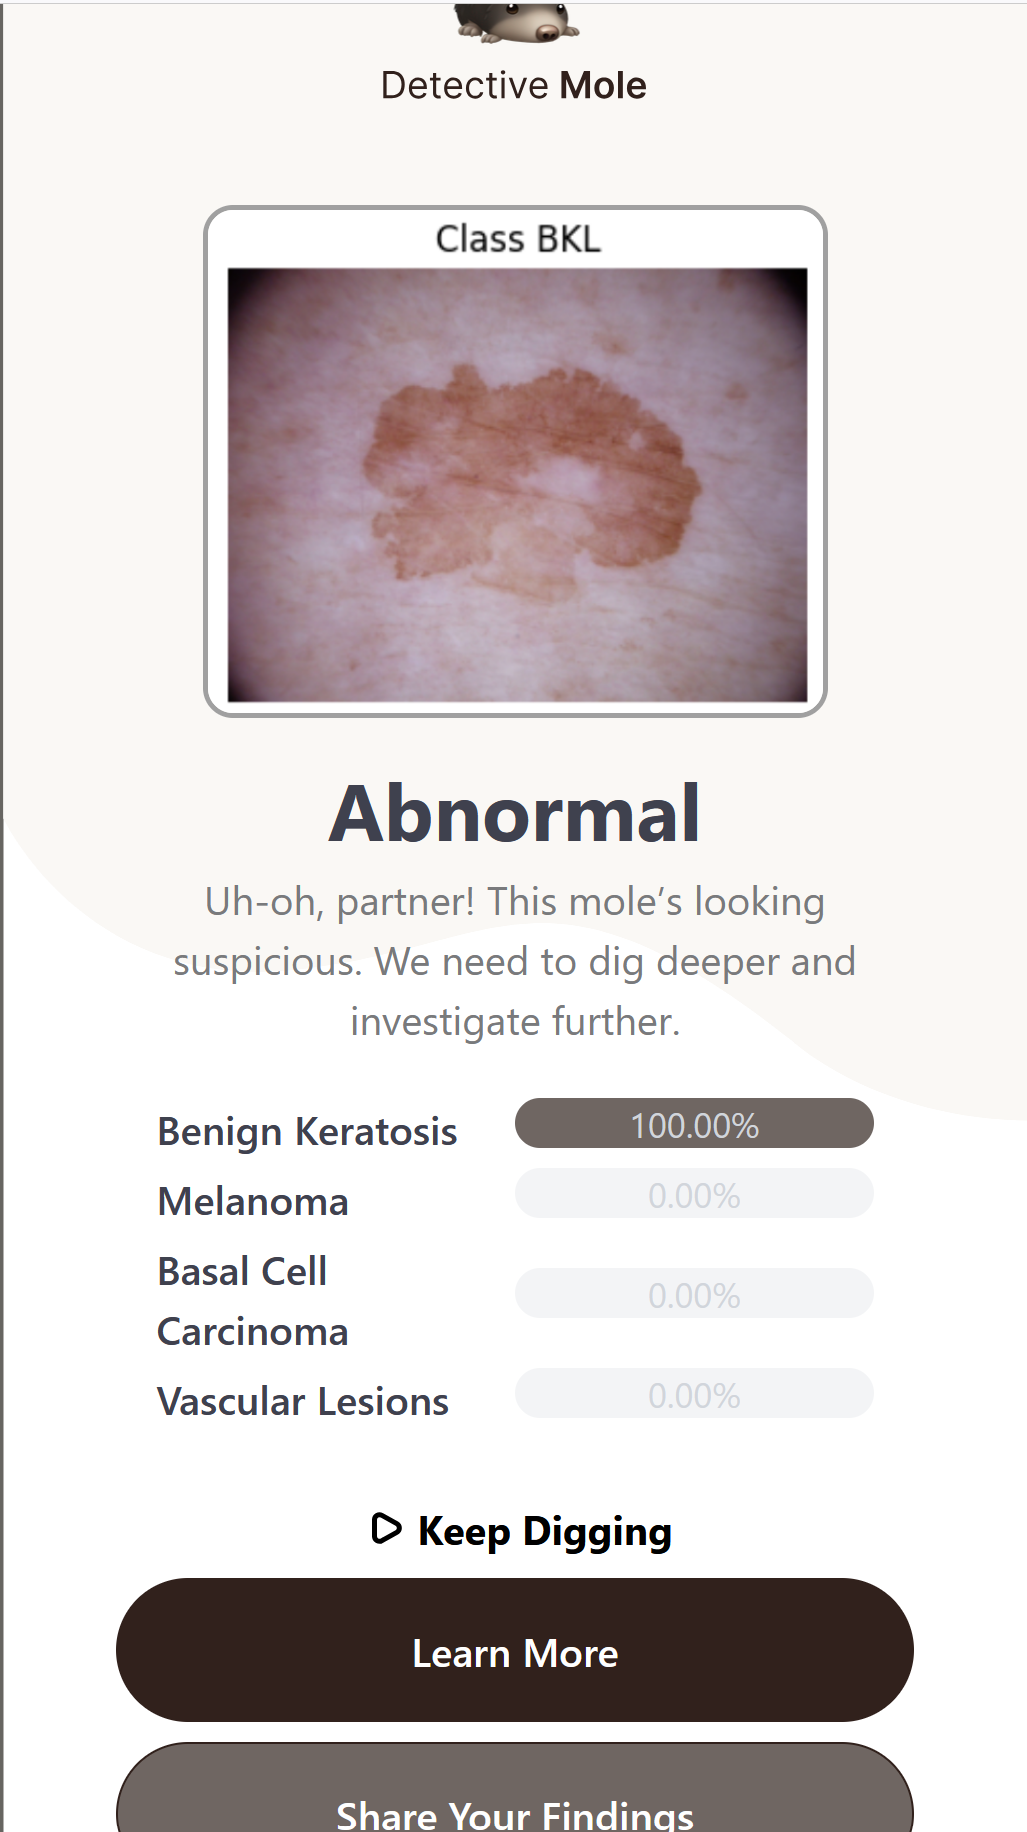 Detective Mole
Class BKL
Abnormal
Uh-oh, partner! This mole’s looking
suspicious. We need to dig deeper and
investigate further.
Benign Keratosis 100.00%
Melanoma 0.00%
Basal Cell
Carcinoma 0.00%
Vascular Lesions 0.00%
Keep Digging
Learn More
Share Your Findings